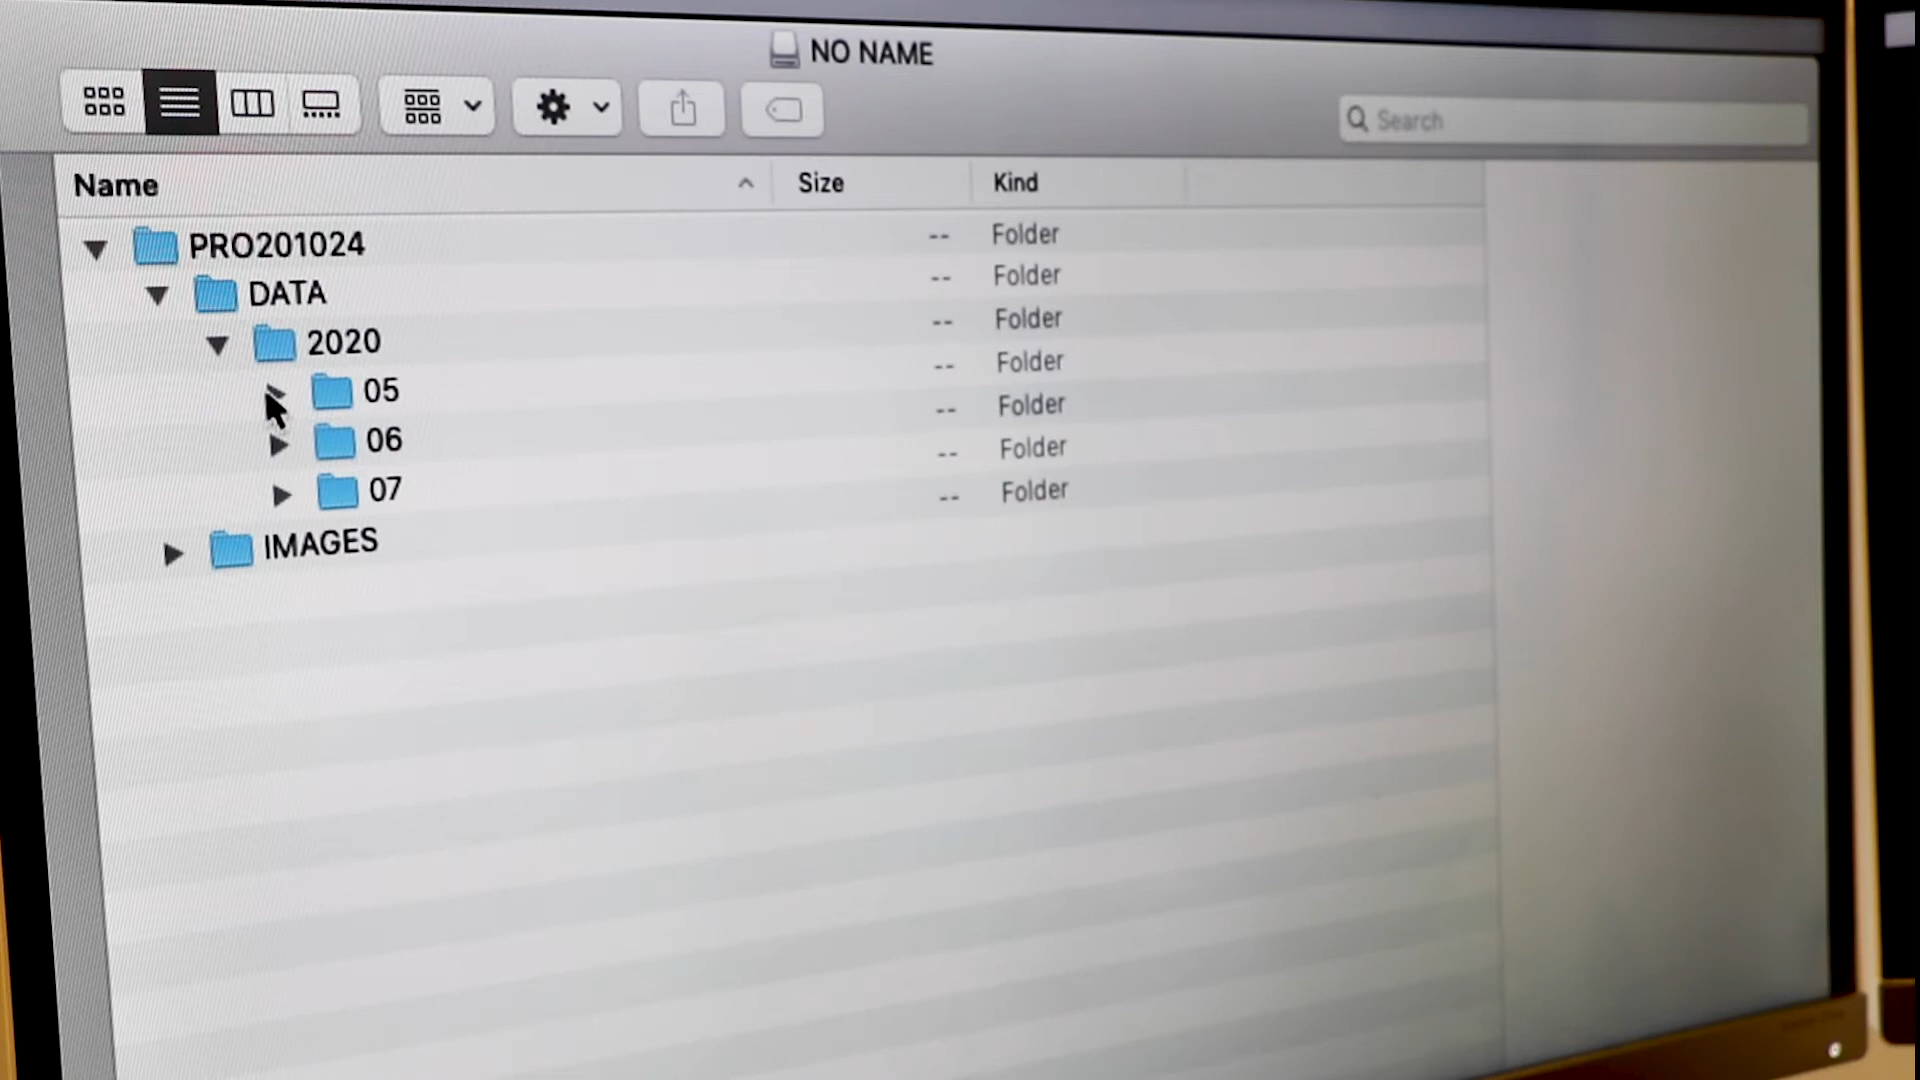 NO NAME
Search
Name Size Kind
PRO201024 -- Folder
DATA -- Folder
2020 -- Folder
05 -- Folder
06 -- Folder
07 -- Folder
IMAGES -- Folder